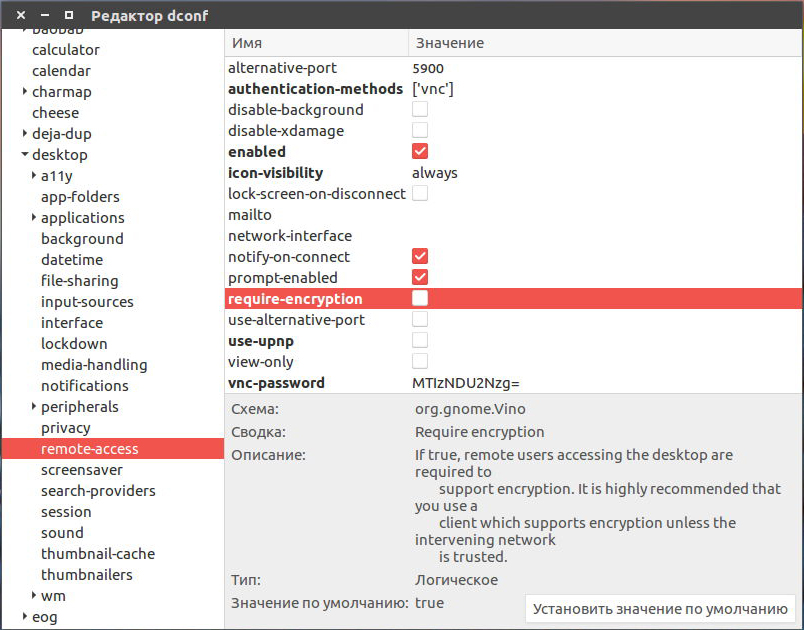 Редактор dconf
baobab
calculator
calendar
charmap
cheese
deja-dup
desktop
a11y
app-folders
applications
background
datetime
file-sharing
input-sources
interface
lockdown
media-handling
notifications
peripherals
privacy
remote-access
screensaver
search-providers
session
sound
thumbnail-cache
thumbnailers
wm
eog
Имя Значение
alternative-port 5900
authentication-methods ['vnc']
disable-background
disable-xdamage
enabled
icon-visibility always
lock-screen-on-disconnect
mailto
network-interface
notify-on-connect
prompt-enabled
require-encryption
use-alternative-port
use-upnp
view-only
vnc-password MTIzNDU2Nzg=
Схема: org.gnome.Vino
Сводка: Require encryption
Описание: If true, remote users accessing the desktop are
required to
support encryption. It is highly recommended that
you use a
client which supports encryption unless the
intervening network
is trusted.
Тип: Логическое
Значение по умолчанию: true
Установить значение по умолчанию